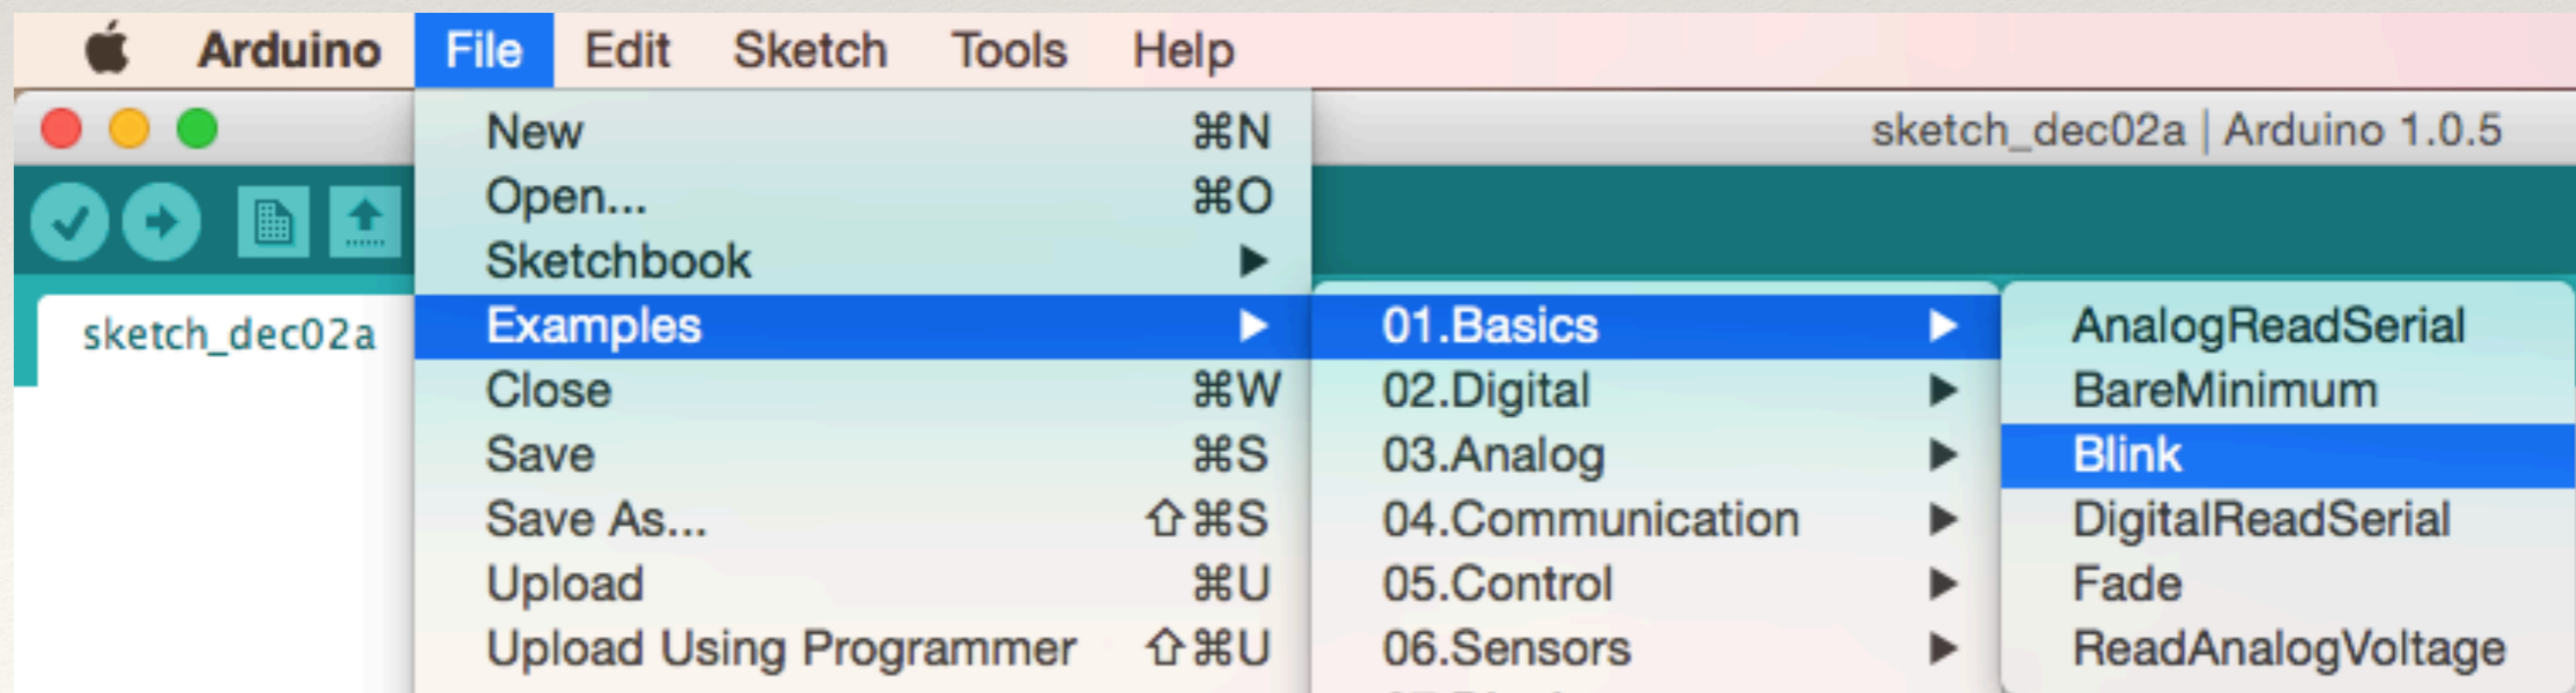 Arduino File Edit Sketch Tools Help
sketch_dec02a | Arduino 1.0.5
sketch_dec02a
New ⌘N
Open... ⌘O
Sketchbook ▶
Examples ▶
Close ⌘W
Save ⌘S
Save As... ⇧⌘S
Upload ⌘U
Upload Using Programmer ⇧⌘U
01.Basics ▶
02.Digital ▶
03.Analog ▶
04.Communication ▶
05.Control ▶
06.Sensors ▶
AnalogReadSerial
BareMinimum
Blink
DigitalReadSerial
Fade
ReadAnalogVoltage